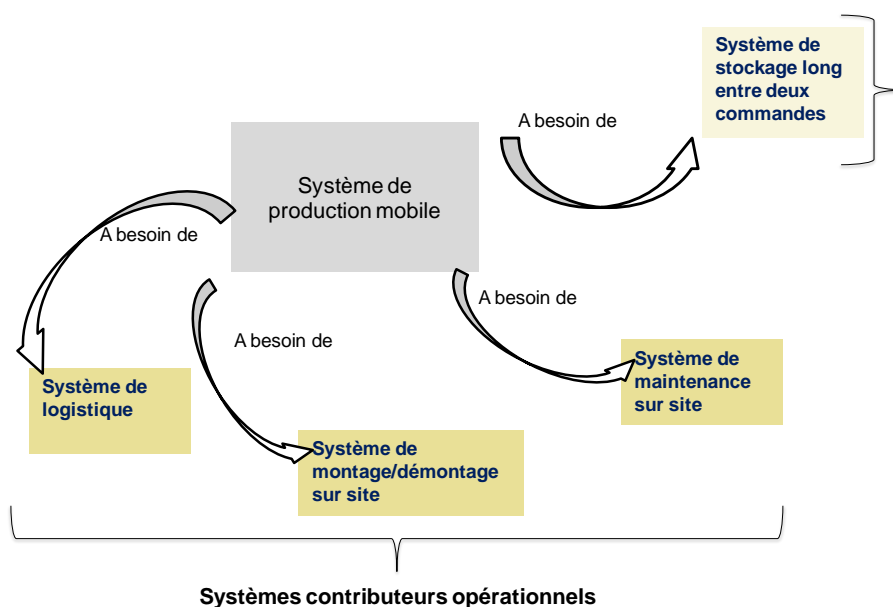 Système de
stockage long
entre deux
commandes
A besoin de
Système de
production mobile
A besoin de
A besoin de
A besoin de
Système de
maintenance
sur site
Système de
logistique
Système de
montage/démontage
sur site
Systèmes contributeurs opérationnels